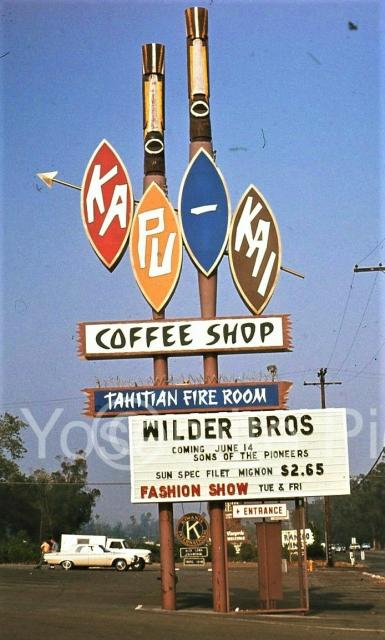 KA
PU
-
KAI
COFFEE SHOP
TAHITIAN FIRE ROOM
WILDER BROS
COMING JUNE 14
SONS OF THE PIONEERS
SUN SPEC FILET MIGNON $2.65
FASHION SHOW TUE & FRI
ENTRANCE
K